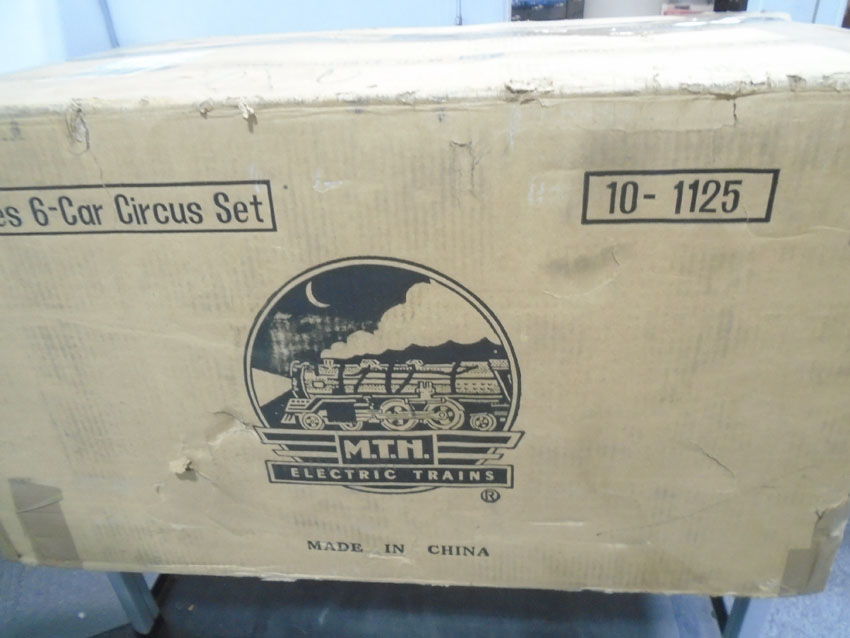 es 6-Car Circus Set
10- 1125
M.T.H.
ELECTRIC TRAINS
®
MADE IN CHINA